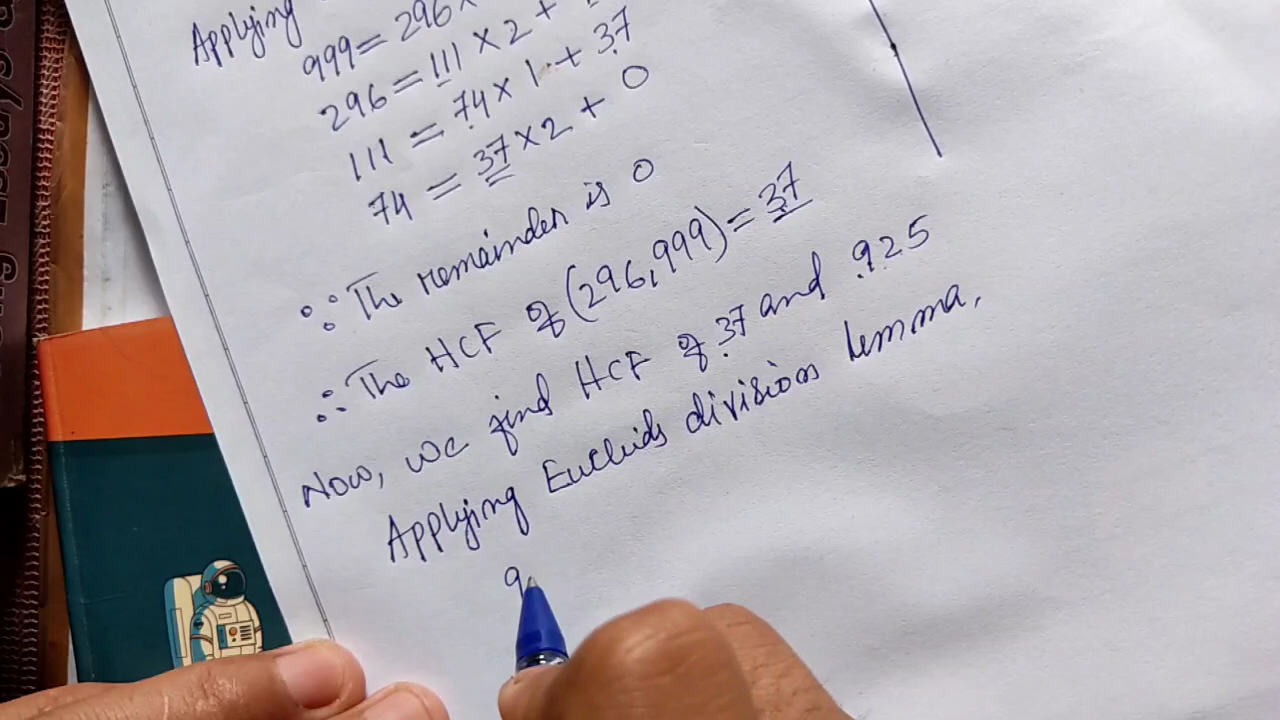 Applying
999 = 296 ×
296 = 111 × 2 +
111 = 74 × 1 + 37
74 = 37 × 2 + 0
∵ The remainder is 0
∴ The HCF of (296, 999) = 37
Now, we find HCF of 37 and 925
Applying Euclids division lemma,
9